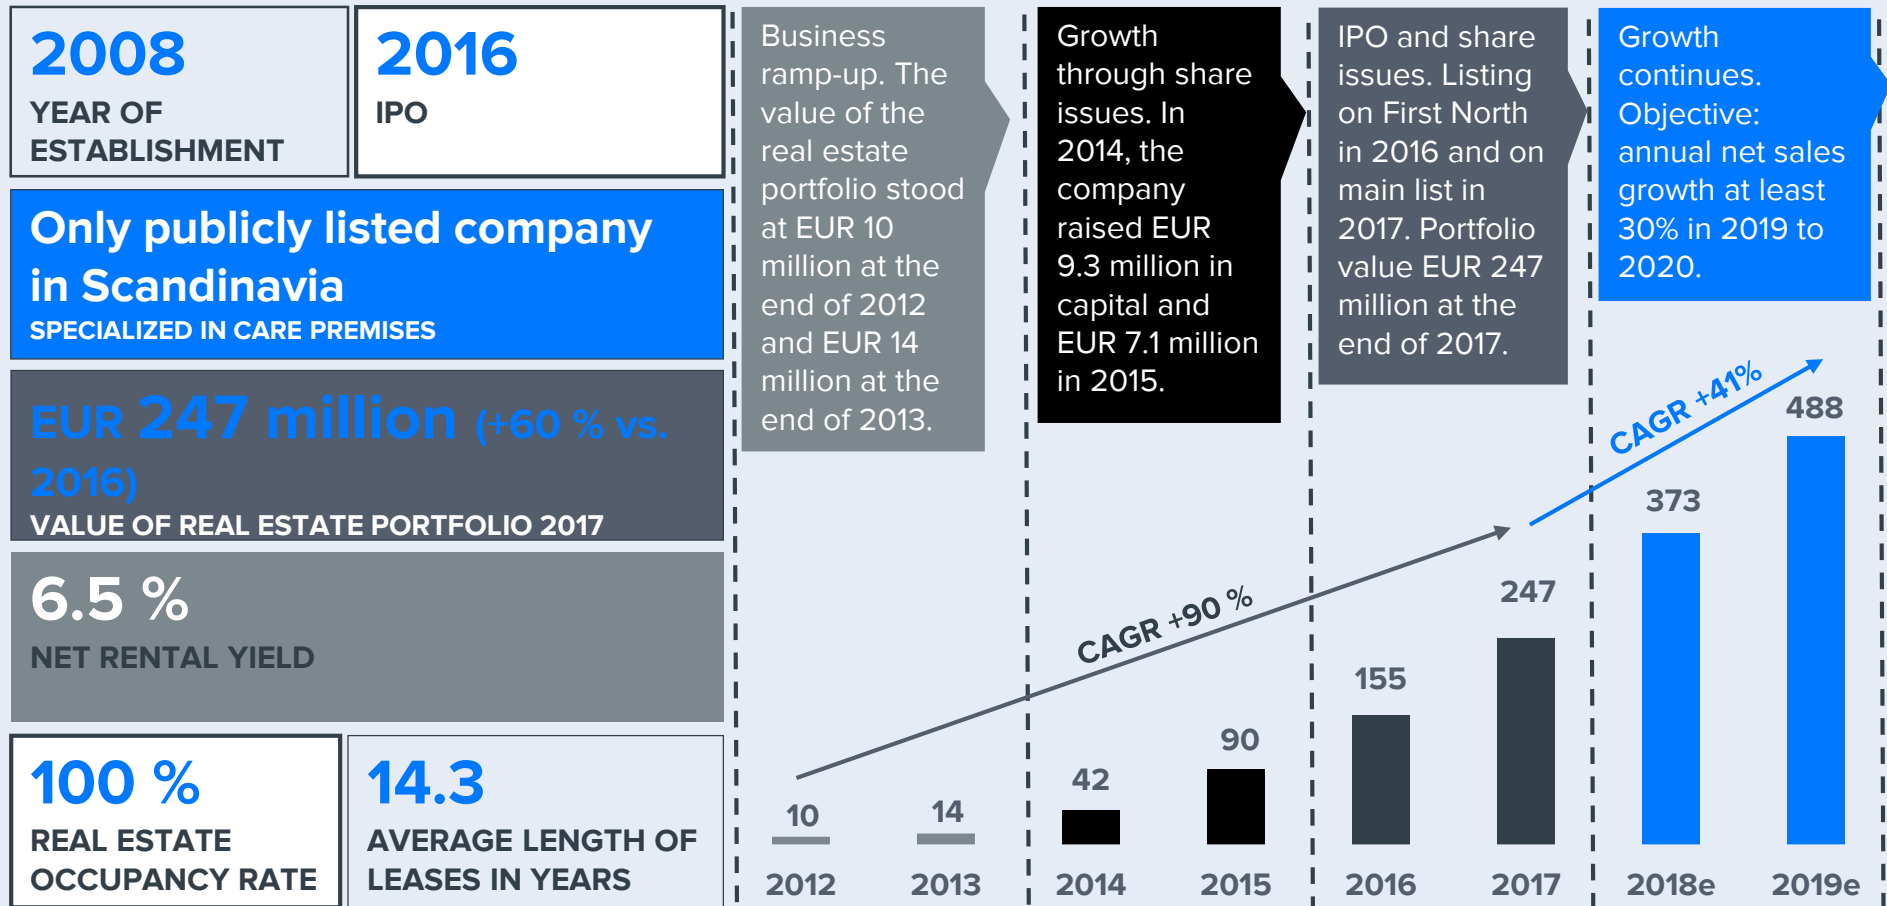 2008
YEAR OF
ESTABLISHMENT
2016
IPO
Only publicly listed company
in Scandinavia
SPECIALIZED IN CARE PREMISES
EUR 247 million (+60 % vs.
2016)
VALUE OF REAL ESTATE PORTFOLIO 2017
6.5 %
NET RENTAL YIELD
100 %
REAL ESTATE
OCCUPANCY RATE
14.3
AVERAGE LENGTH OF
LEASES IN YEARS
Business
ramp-up. The
value of the
real estate
portfolio stood
at EUR 10
million at the
end of 2012
and EUR 14
million at the
end of 2013.
Growth
through share
issues. In
2014, the
company
raised EUR
9.3 million in
capital and
EUR 7.1 million
in 2015.
IPO and share
issues. Listing
on First North
in 2016 and on
main list in
2017. Portfolio
value EUR 247
million at the
end of 2017.
Growth
continues.
Objective:
annual net sales
growth at least
30% in 2019 to
2020.
CAGR +90 %
CAGR +41%
10
14
42
90
155
247
373
488
2012
2013
2014
2015
2016
2017
2018e
2019e